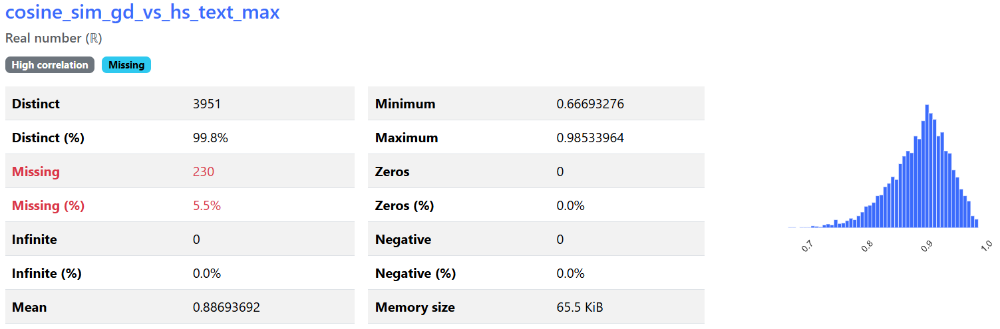 cosine_sim_gd_vs_hs_text_max
Real number (ℝ)
High correlation Missing
Distinct 3951
Distinct (%) 99.8%
Missing 230
Missing (%) 5.5%
Infinite 0
Infinite (%) 0.0%
Mean 0.88693692
Minimum 0.66693276
Maximum 0.98533964
Zeros 0
Zeros (%) 0.0%
Negative 0
Negative (%) 0.0%
Memory size 65.5 KiB
0.7 0.8 0.9 1.0